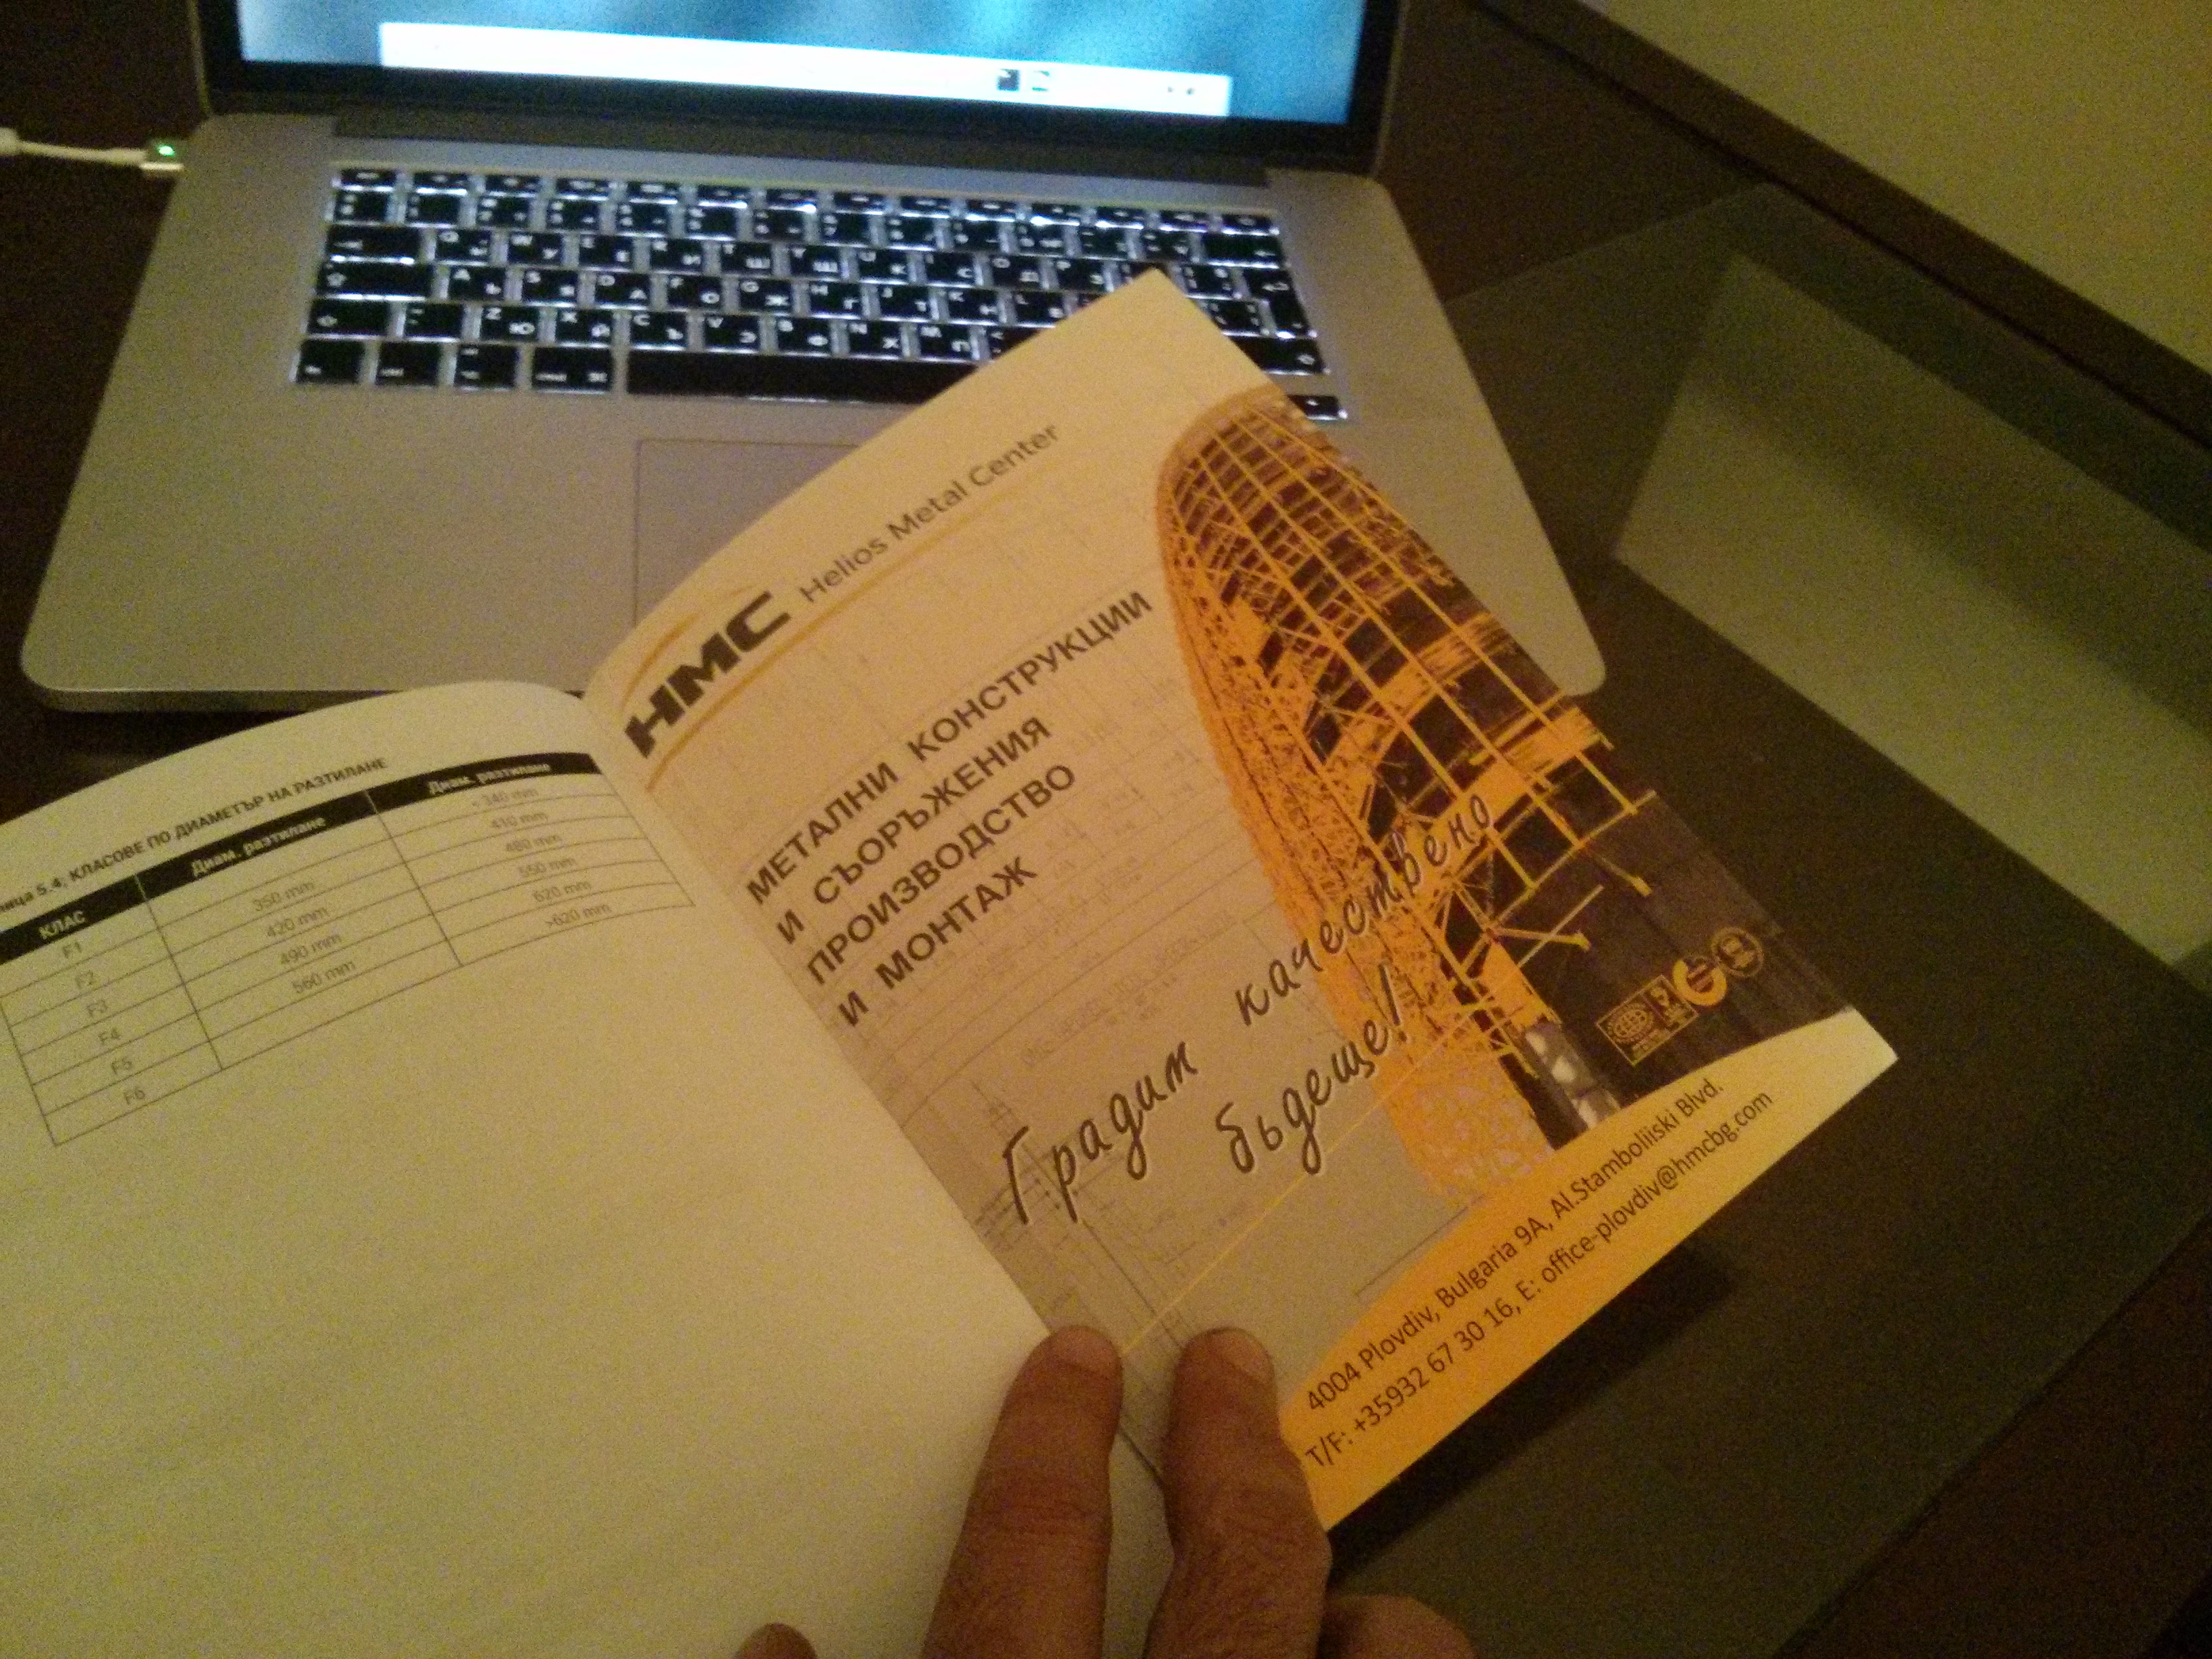 5.4: КЛАСОВЕ ПО ДИАМЕТЪР НА РАЗТИЛАНЕ
КЛАС Диам. разтилане Диам. разтилане
F1 ≤ 340 mm
F2 350 mm 410 mm
F3 420 mm 480 mm
F4 490 mm 550 mm
F5 560 mm 620 mm
F6 >620 mm
HMC Helios Metal Center
МЕТАЛНИ КОНСТРУКЦИИ
И СЪОРЪЖЕНИЯ
ПРОИЗВОДСТВО
И МОНТАЖ
Градим качествено
бъдеще!
4004 Plovdiv, Bulgaria 9A, Al.Stamboliiski Blvd.
T/F: +35932 67 30 16, E: office-plovdiv@hmcbg.com